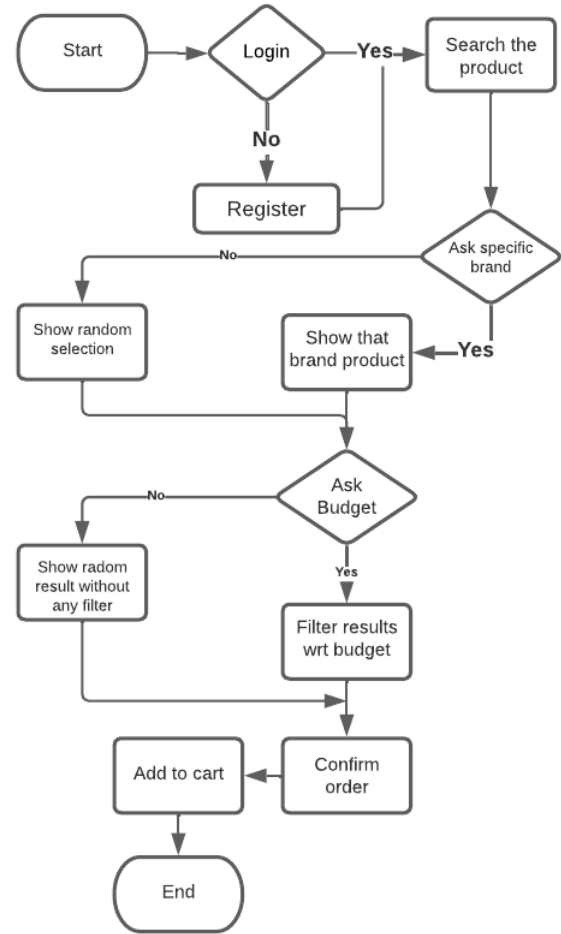 Start
Login
Yes
Search the
product
No
Register
Ask specific
brand
No
Show random
selection
Show that
brand product
Yes
Ask
Budget
No
Show radom
result without
any filter
Yes
Filter results
wrt budget
Add to cart
Confirm
order
End